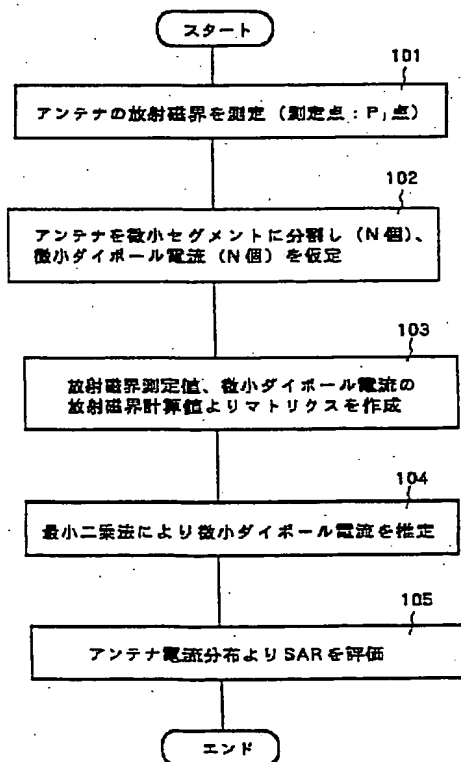 スタート
101
アンテナの放射磁界を測定（測定点：P₁点）
102
アンテナを微小セグメントに分割し（N個）、
微小ダイポール電流（N個）を仮定
103
放射磁界測定値、微小ダイポール電流の
放射磁界計算値よりマトリクスを作成
104
最小二乗法により微小ダイポール電流を推定
105
アンテナ電流分布よりSARを評価
エンド